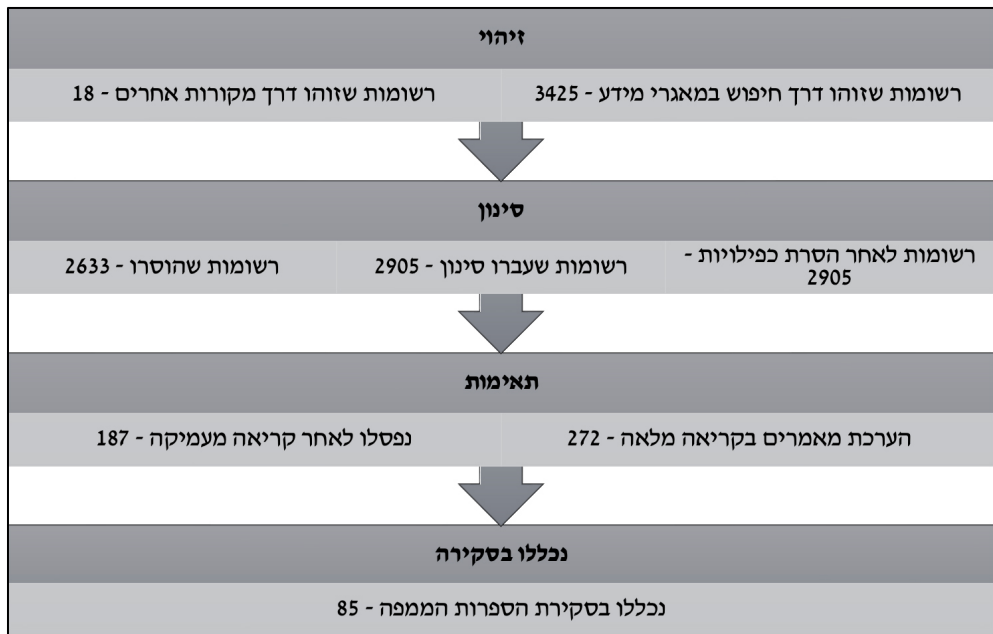 זיהוי
רשומות שזוהו דרך חיפוש במאגרי מידע - 3425
רשומות שזוהו דרך מקורות אחרים - 18
סינון
רשומות לאחר הסרת כפילויות -
2905
רשומות שעברו סינון - 2905
רשומות שהוסרו - 2633
תאימות
הערכת מאמרים בקריאה מלאה - 272
נפסלו לאחר קריאה מעמיקה - 187
נכללו בסקירה
נכללו בסקירת הספרות הממפה - 85